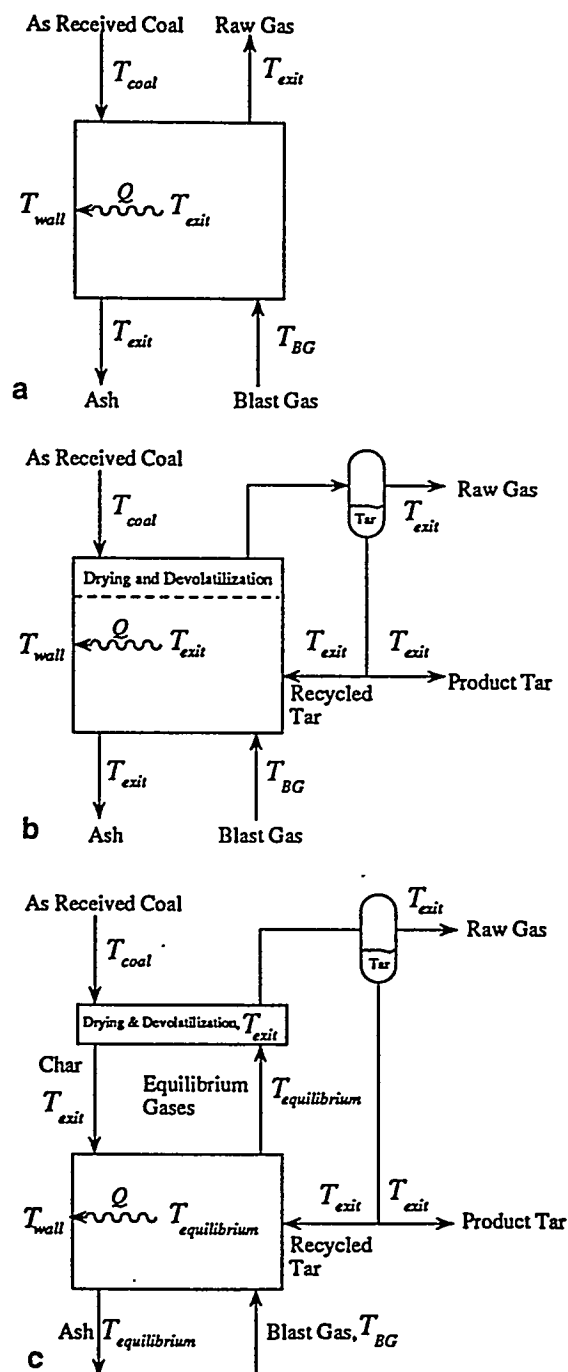 As Received Coal Raw Gas
T_coal T_exit
Q
T_wall T_exit
T_exit T_BG
a
Ash Blast Gas
As Received Coal
Raw Gas
T_coal Tar T_exit
Drying and Devolatilization
Q
T_wall T_exit T_exit T_exit
Recycled Product Tar
Tar
T_exit T_BG
b
Ash Blast Gas
T_exit
As Received Coal Raw Gas
T_coal Tar
Drying & Devolatilization, T_exit
Char
Equilibrium
T_exit Gases T_equilibrium
Q
T_wall T_equilibrium T_exit T_exit
Recycled Product Tar
Tar
Ash T_equilibrium Blast Gas, T_BG
c